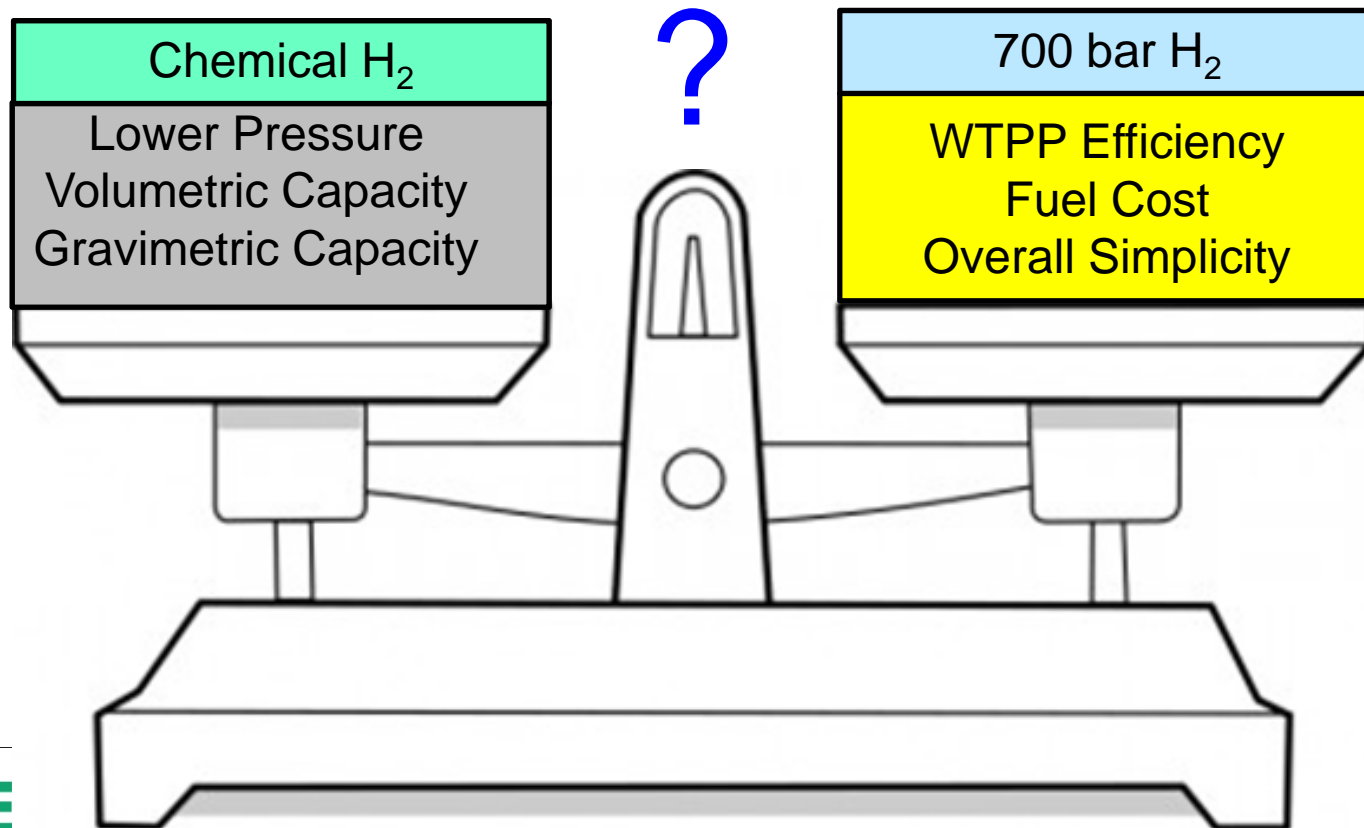 Chemical H₂
Lower Pressure
Volumetric Capacity
Gravimetric Capacity
?
700 bar H₂
WTPP Efficiency
Fuel Cost
Overall Simplicity